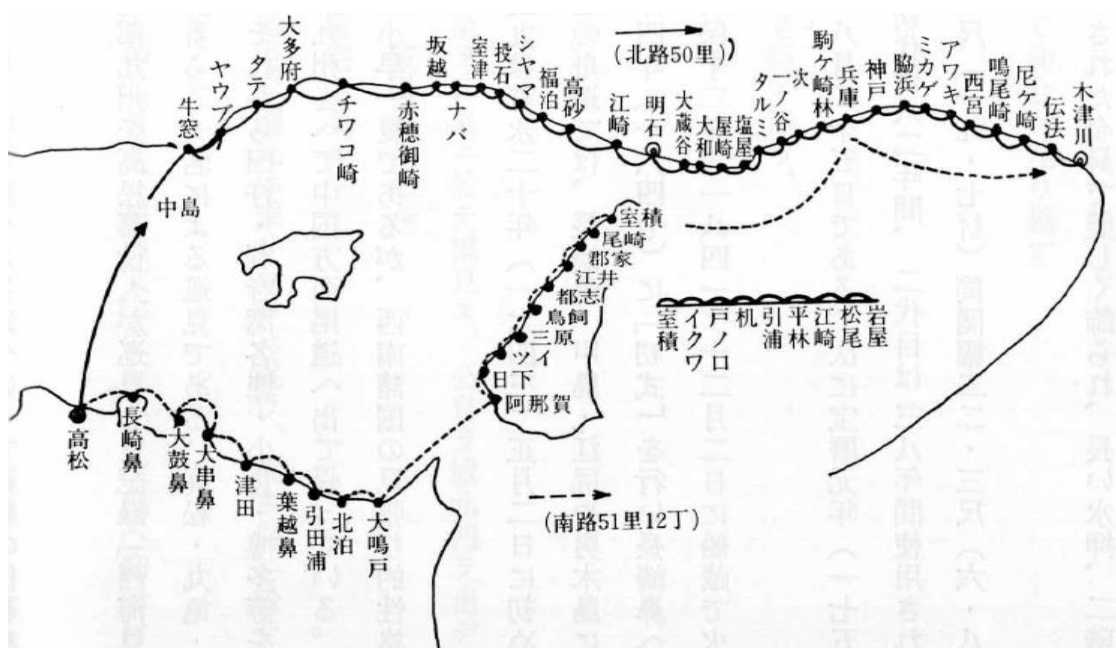 牛窓
ヤウブ
タテ
大多府
チワコ崎
赤穂御崎
坂越
ナバ
室津
投石
シヤマ
福泊
高砂
江崎
明石
大蔵谷
大和
屋崎
塩屋
タルミ
一ノ谷
次
駒ケ崎林
兵庫
神戸
脇浜
ミカゲ
アワキ
西宮
鳴尾崎
尼ケ崎
伝法
木津川
(北路50里)
中島
高松
長崎鼻
大鼓鼻
大串鼻
津田
葉越鼻
引田浦
北泊
大鳴戸
室積
尾崎
郡家
江井
都志
鳥飼
原
三イ
ツ
日下
阿那賀
室積
イクワ
戸ノ口
机
引浦
平林
江崎
松尾
岩屋
(南路51里12丁)